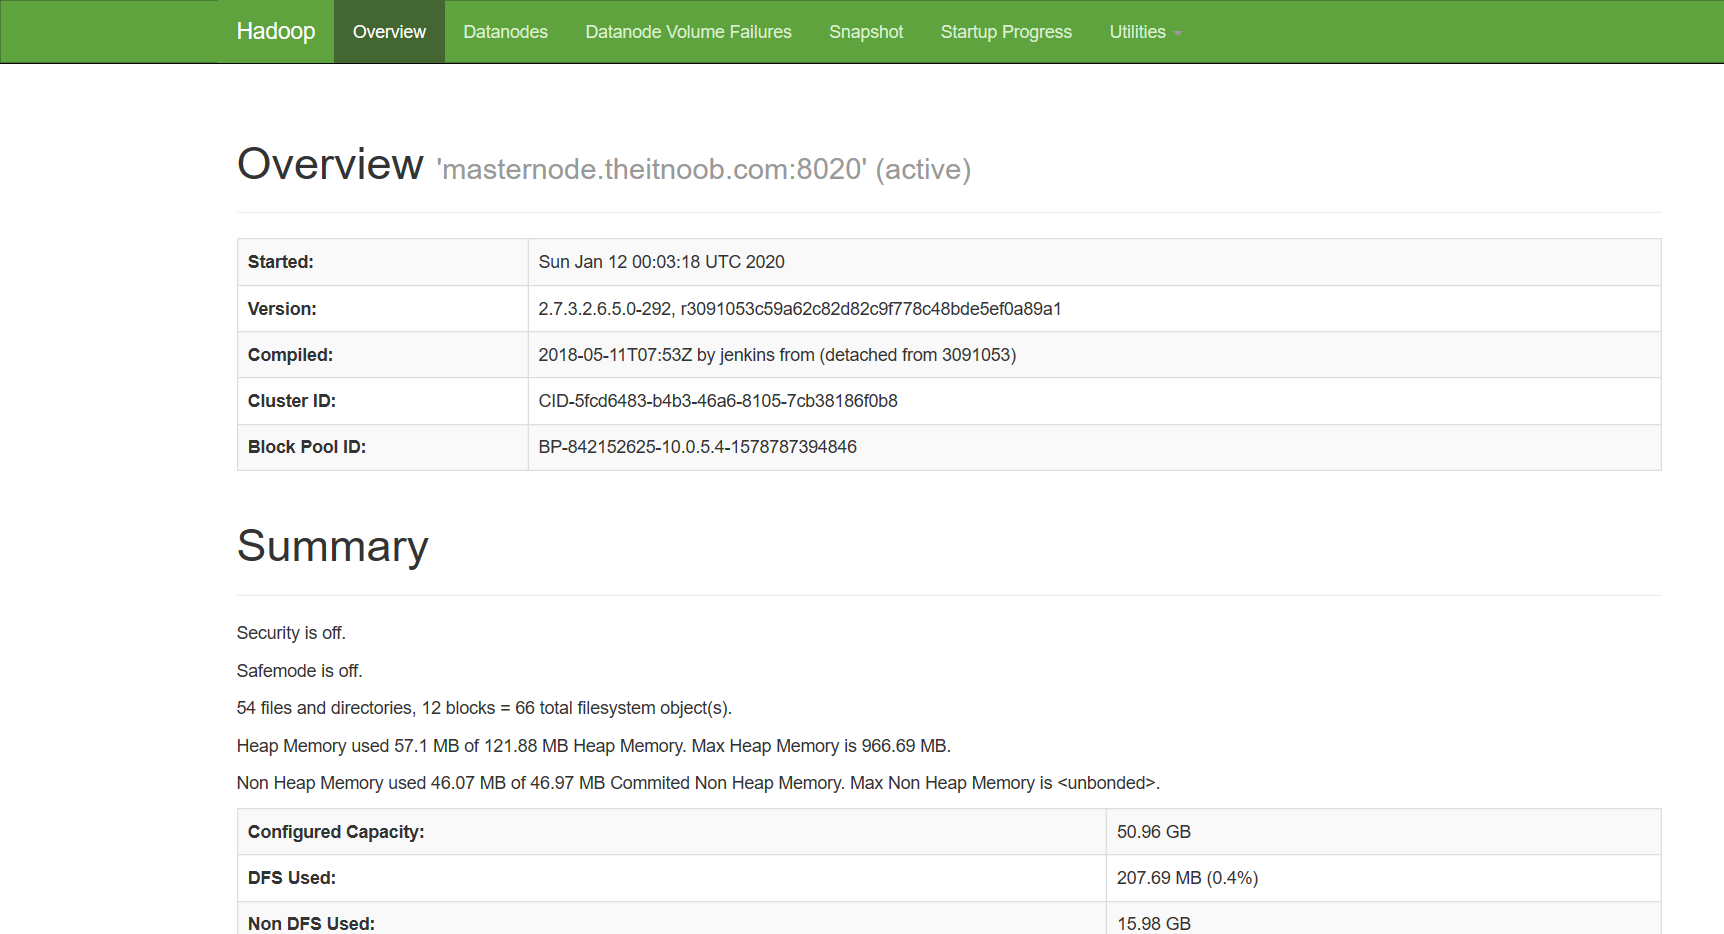 Hadoop Overview Datanodes Datanode Volume Failures Snapshot Startup Progress Utilities
Overview 'masternode.theitnoob.com:8020' (active)
Started: Sun Jan 12 00:03:18 UTC 2020
Version: 2.7.3.2.6.5.0-292, r3091053c59a62c82d82c9f778c48bde5ef0a89a1
Compiled: 2018-05-11T07:53Z by jenkins from (detached from 3091053)
Cluster ID: CID-5fcd6483-b4b3-46a6-8105-7cb38186f0b8
Block Pool ID: BP-842152625-10.0.5.4-1578787394846
Summary
Security is off.
Safemode is off.
54 files and directories, 12 blocks = 66 total filesystem object(s).
Heap Memory used 57.1 MB of 121.88 MB Heap Memory. Max Heap Memory is 966.69 MB.
Non Heap Memory used 46.07 MB of 46.97 MB Commited Non Heap Memory. Max Non Heap Memory is <unbonded>.
Configured Capacity: 50.96 GB
DFS Used: 207.69 MB (0.4%)
Non DFS Used: 15.98 GB